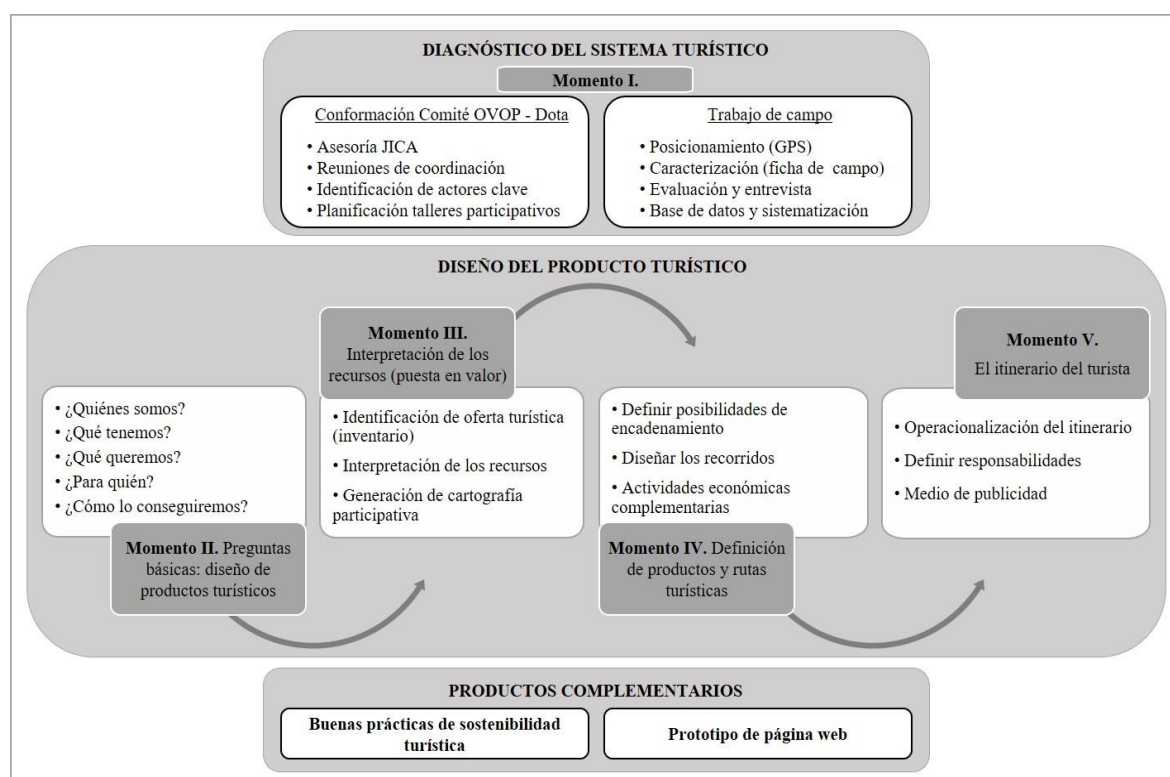 DIAGNÓSTICO DEL SISTEMA TURÍSTICO
Momento I.
Conformación Comité OVOP - Dota
• Asesoría JICA
• Reuniones de coordinación
• Identificación de actores clave
• Planificación talleres participativos
Trabajo de campo
• Posicionamiento (GPS)
• Caracterización (ficha de campo)
• Evaluación y entrevista
• Base de datos y sistematización
DISEÑO DEL PRODUCTO TURÍSTICO
• ¿Quiénes somos?
• ¿Qué tenemos?
• ¿Qué queremos?
• ¿Para quién?
• ¿Cómo lo conseguiremos?
Momento II. Preguntas
básicas: diseño de
productos turísticos
Momento III.
Interpretación de los
recursos (puesta en valor)
• Identificación de oferta turística
(inventario)
• Interpretación de los recursos
• Generación de cartografía
participativa
• Definir posibilidades de
encadenamiento
• Diseñar los recorridos
• Actividades económicas
complementarias
Momento IV. Definición
de productos y rutas
turísticas
Momento V.
El itinerario del turista
• Operacionalización del itinerario
• Definir responsabilidades
• Medio de publicidad
PRODUCTOS COMPLEMENTARIOS
Buenas prácticas de sostenibilidad
turística
Prototipo de página web